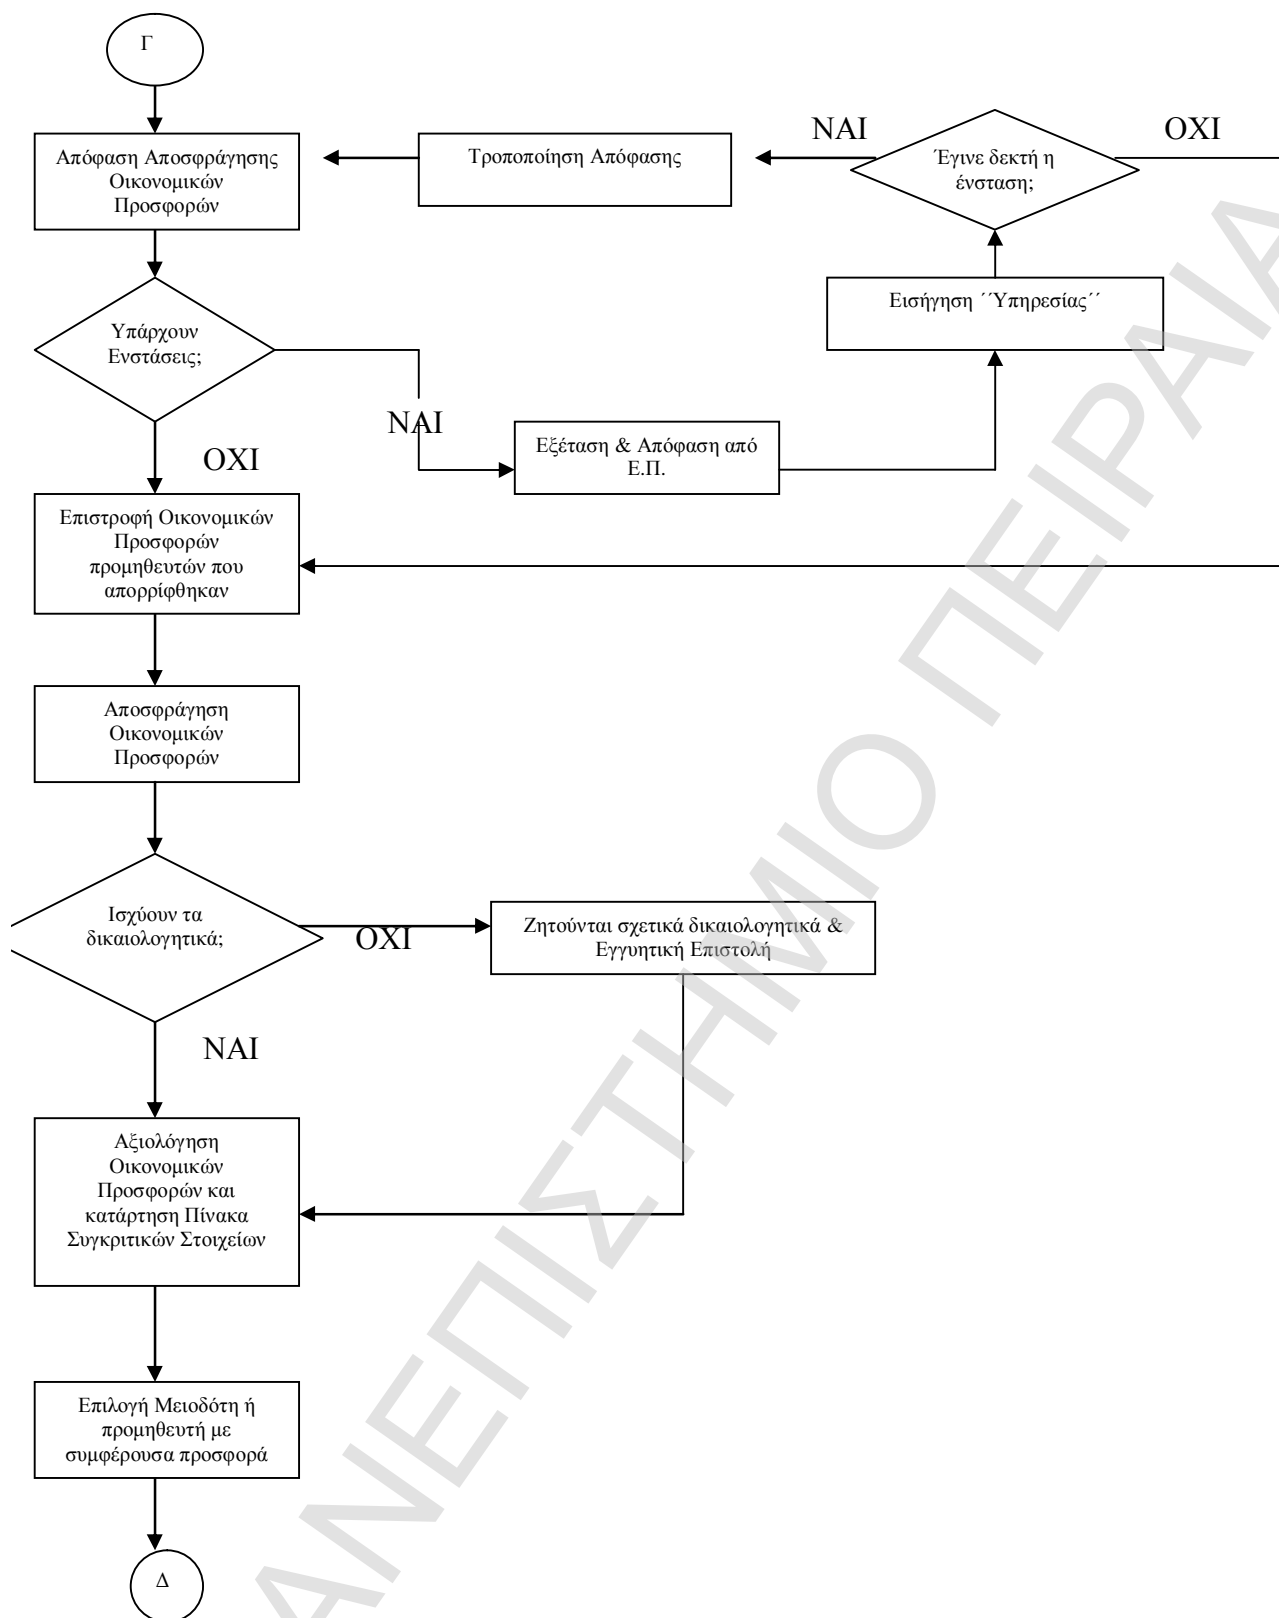 Γ
Απόφαση Αποσφράγησης
Οικονομικών
Προσφορών
Τροποποίηση Απόφασης
ΝΑΙ
Έγινε δεκτή η
ένσταση;
ΟΧΙ
Εισήγηση ΄΄Υπηρεσίας΄΄
Υπάρχουν
Ενστάσεις;
ΝΑΙ
Εξέταση & Απόφαση από
Ε.Π.
ΟΧΙ
Επιστροφή Οικονομικών
Προσφορών
προμηθευτών που
απορρίφθηκαν
Αποσφράγηση
Οικονομικών
Προσφορών
Ισχύουν τα
δικαιολογητικά;
ΟΧΙ
Ζητούνται σχετικά δικαιολογητικά &
Εγγυητική Επιστολή
ΝΑΙ
Αξιολόγηση
Οικονομικών
Προσφορών και
κατάρτηση Πίνακα
Συγκριτικών Στοιχείων
Επιλογή Μειοδότη ή
προμηθευτή με
συμφέρουσα προσφορά
Δ
ΑΝΕΠΙΣΤΗΜΙΟ ΠΕΙΡΑΙΑ